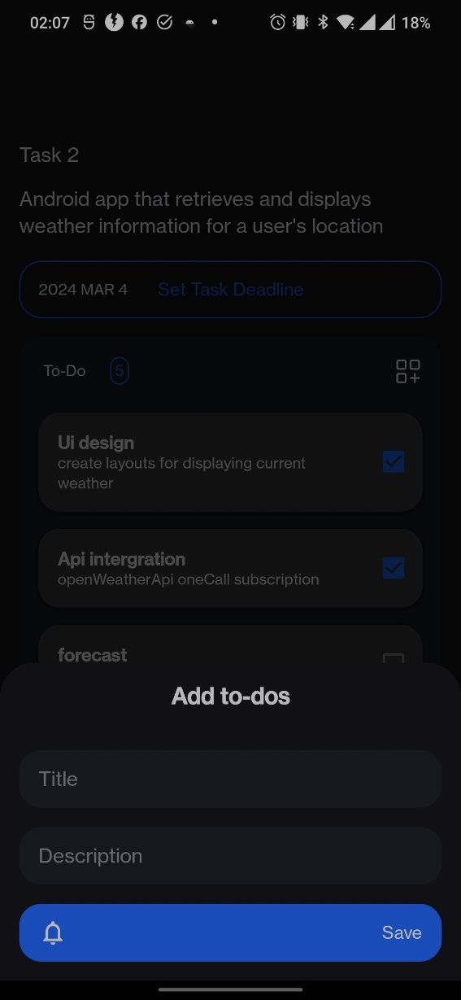 02:07
18%
Task 2
Android app that retrieves and displays
weather information for a user's location
2024 MAR 4 Set Task Deadline
To-Do 5
Ui design
create layouts for displaying current
weather
Api intergration
openWeatherApi oneCall subscription
forecast
Add to-dos
Title
Description
Save